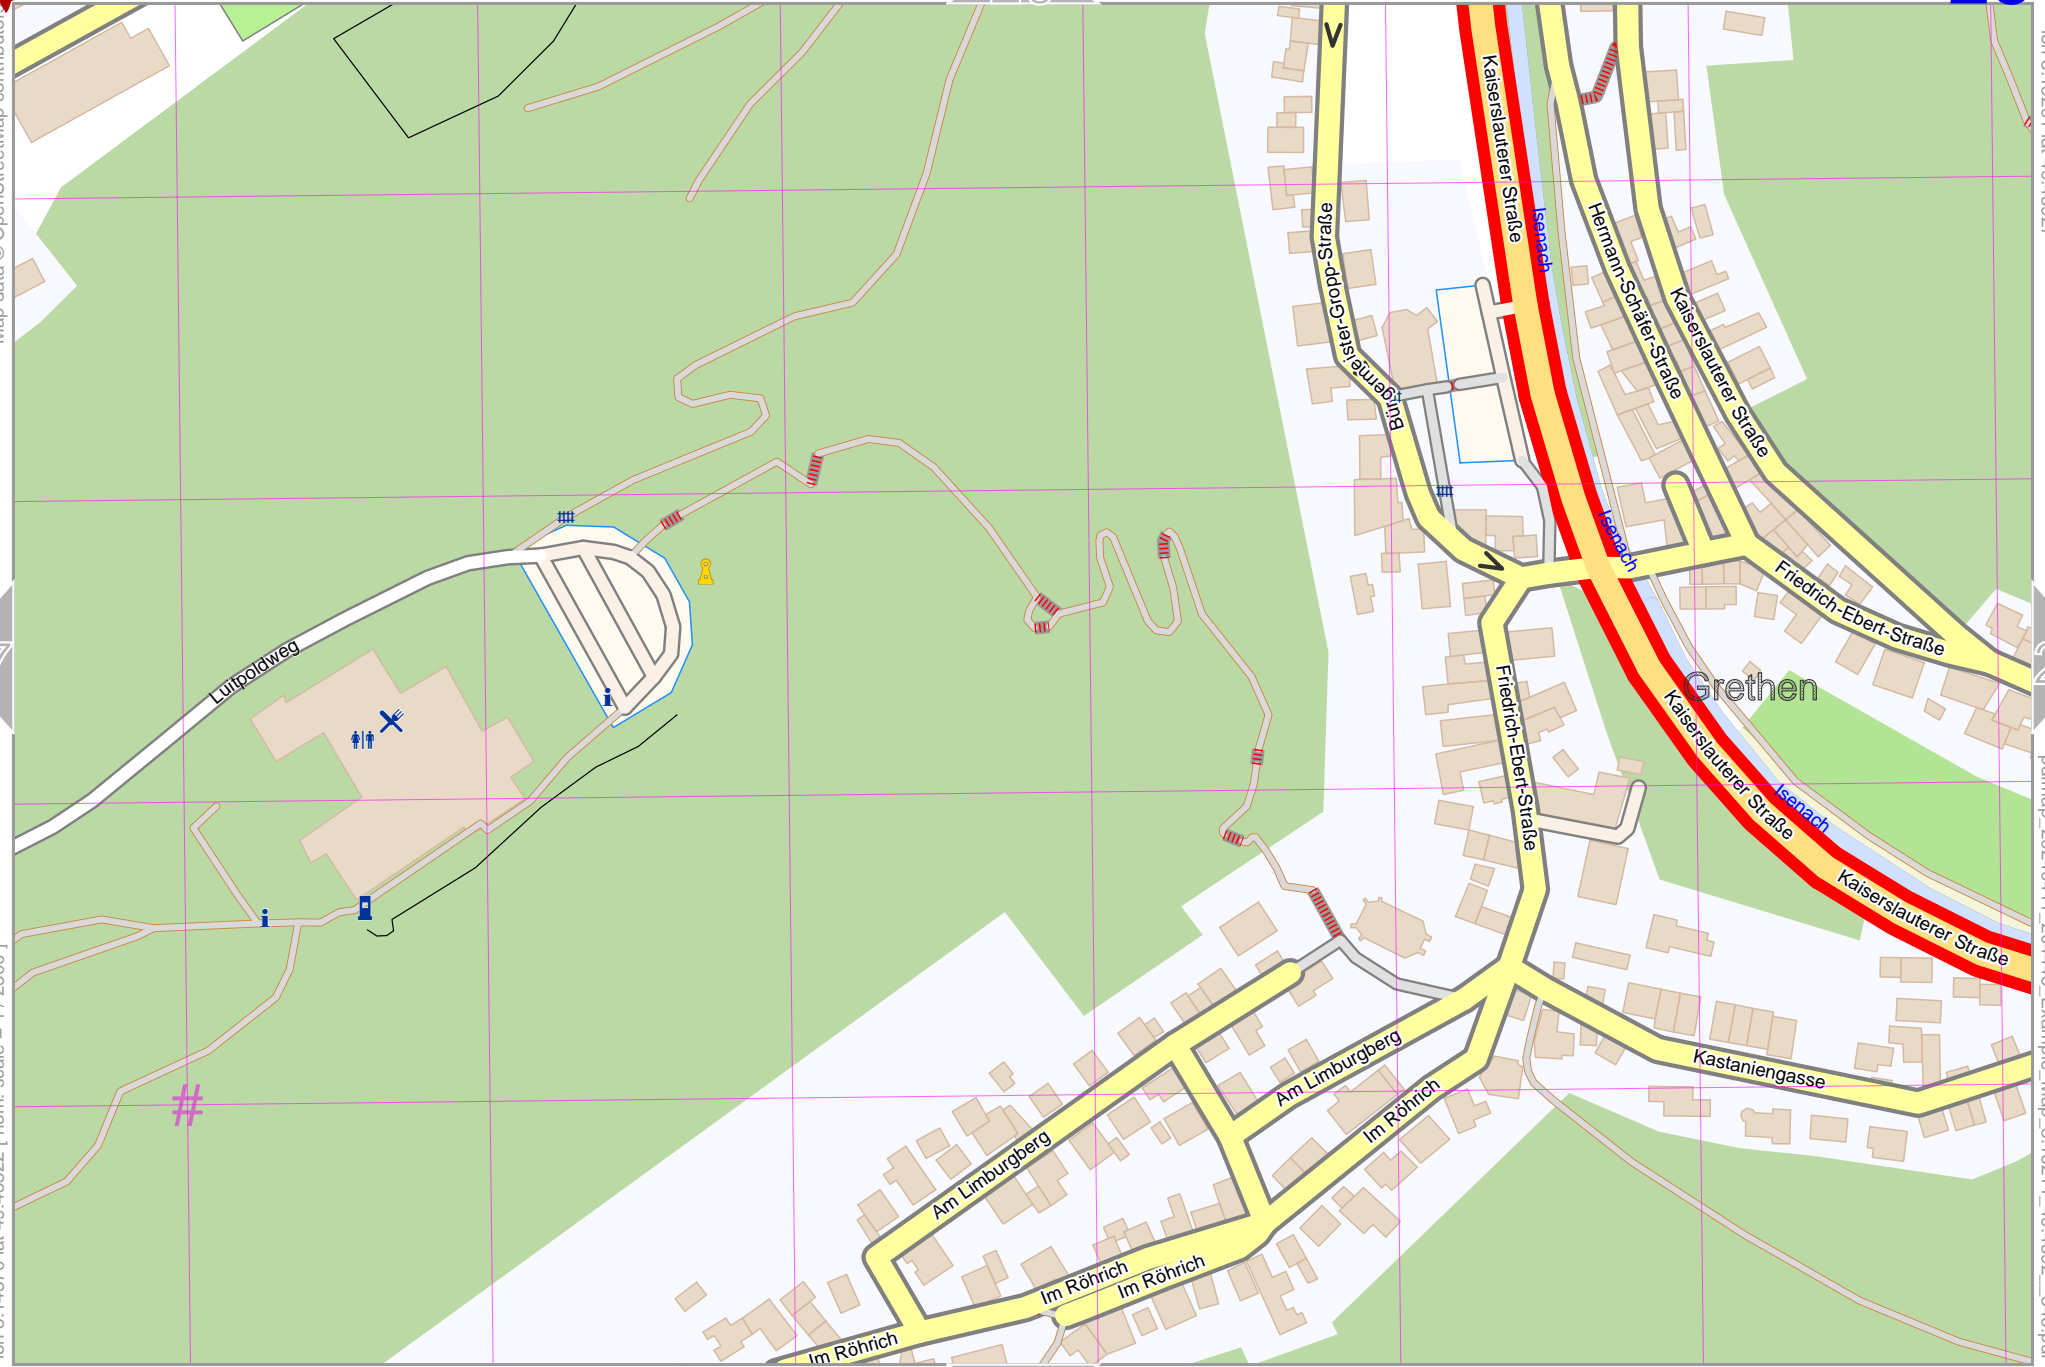 Kaiserslauterer Straße
Isenach
Bürgermeister-Gropp-Straße
Hermann-Schäfer-Straße
Kaiserslauterer Straße
Isenach
Friedrich-Ebert-Straße
Luitpoldweg
Grethen
Friedrich-Ebert-Straße
Kaiserslauterer Straße
Isenach
Kaiserslauterer Straße
Am Limburgberg
Kastaniengasse
Im Röhrich
Am Limburgberg
Im Röhrich
Im Röhrich
Im Röhrich
#